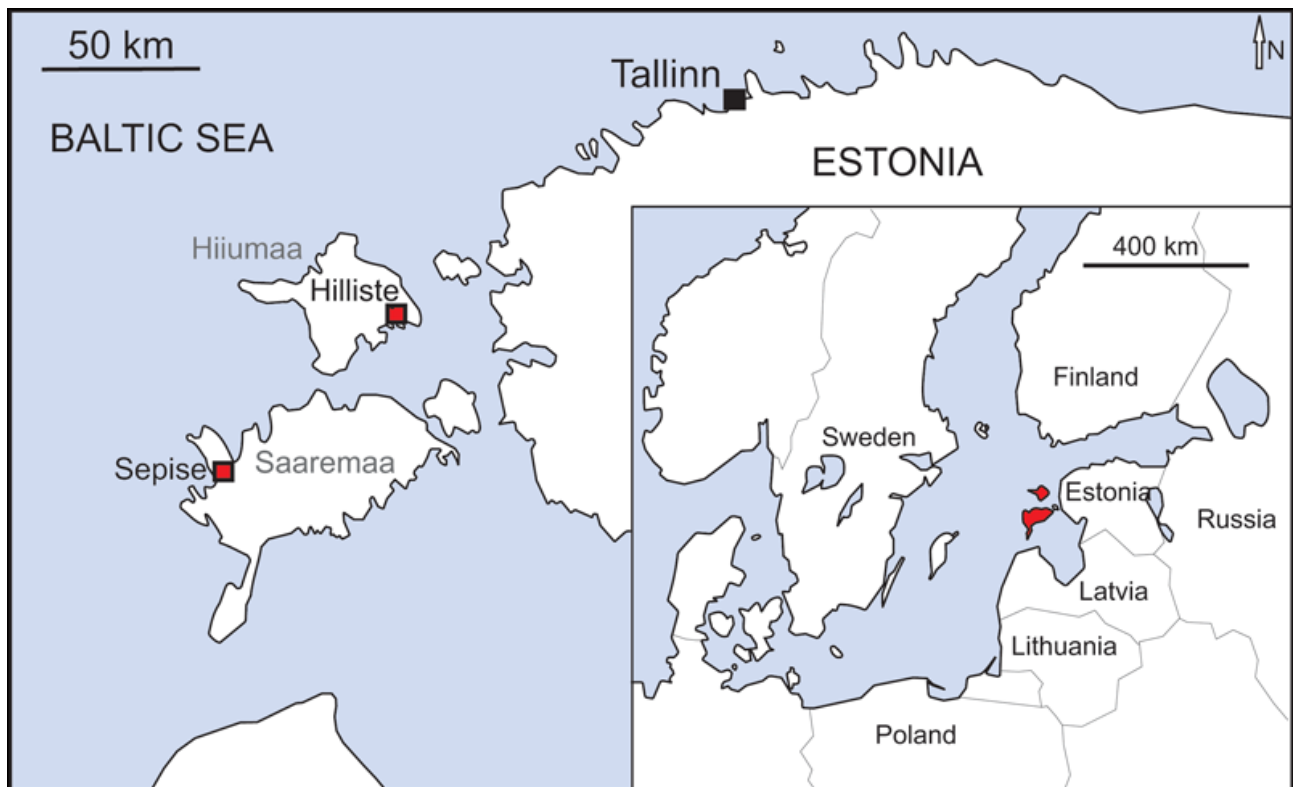 50 km
N
Tallinn
BALTIC SEA
ESTONIA
Hiiumaa
400 km
Hilliste
Finland
Sweden
Sepise
Saaremaa
Estonia
Russia
Latvia
Lithuania
Poland